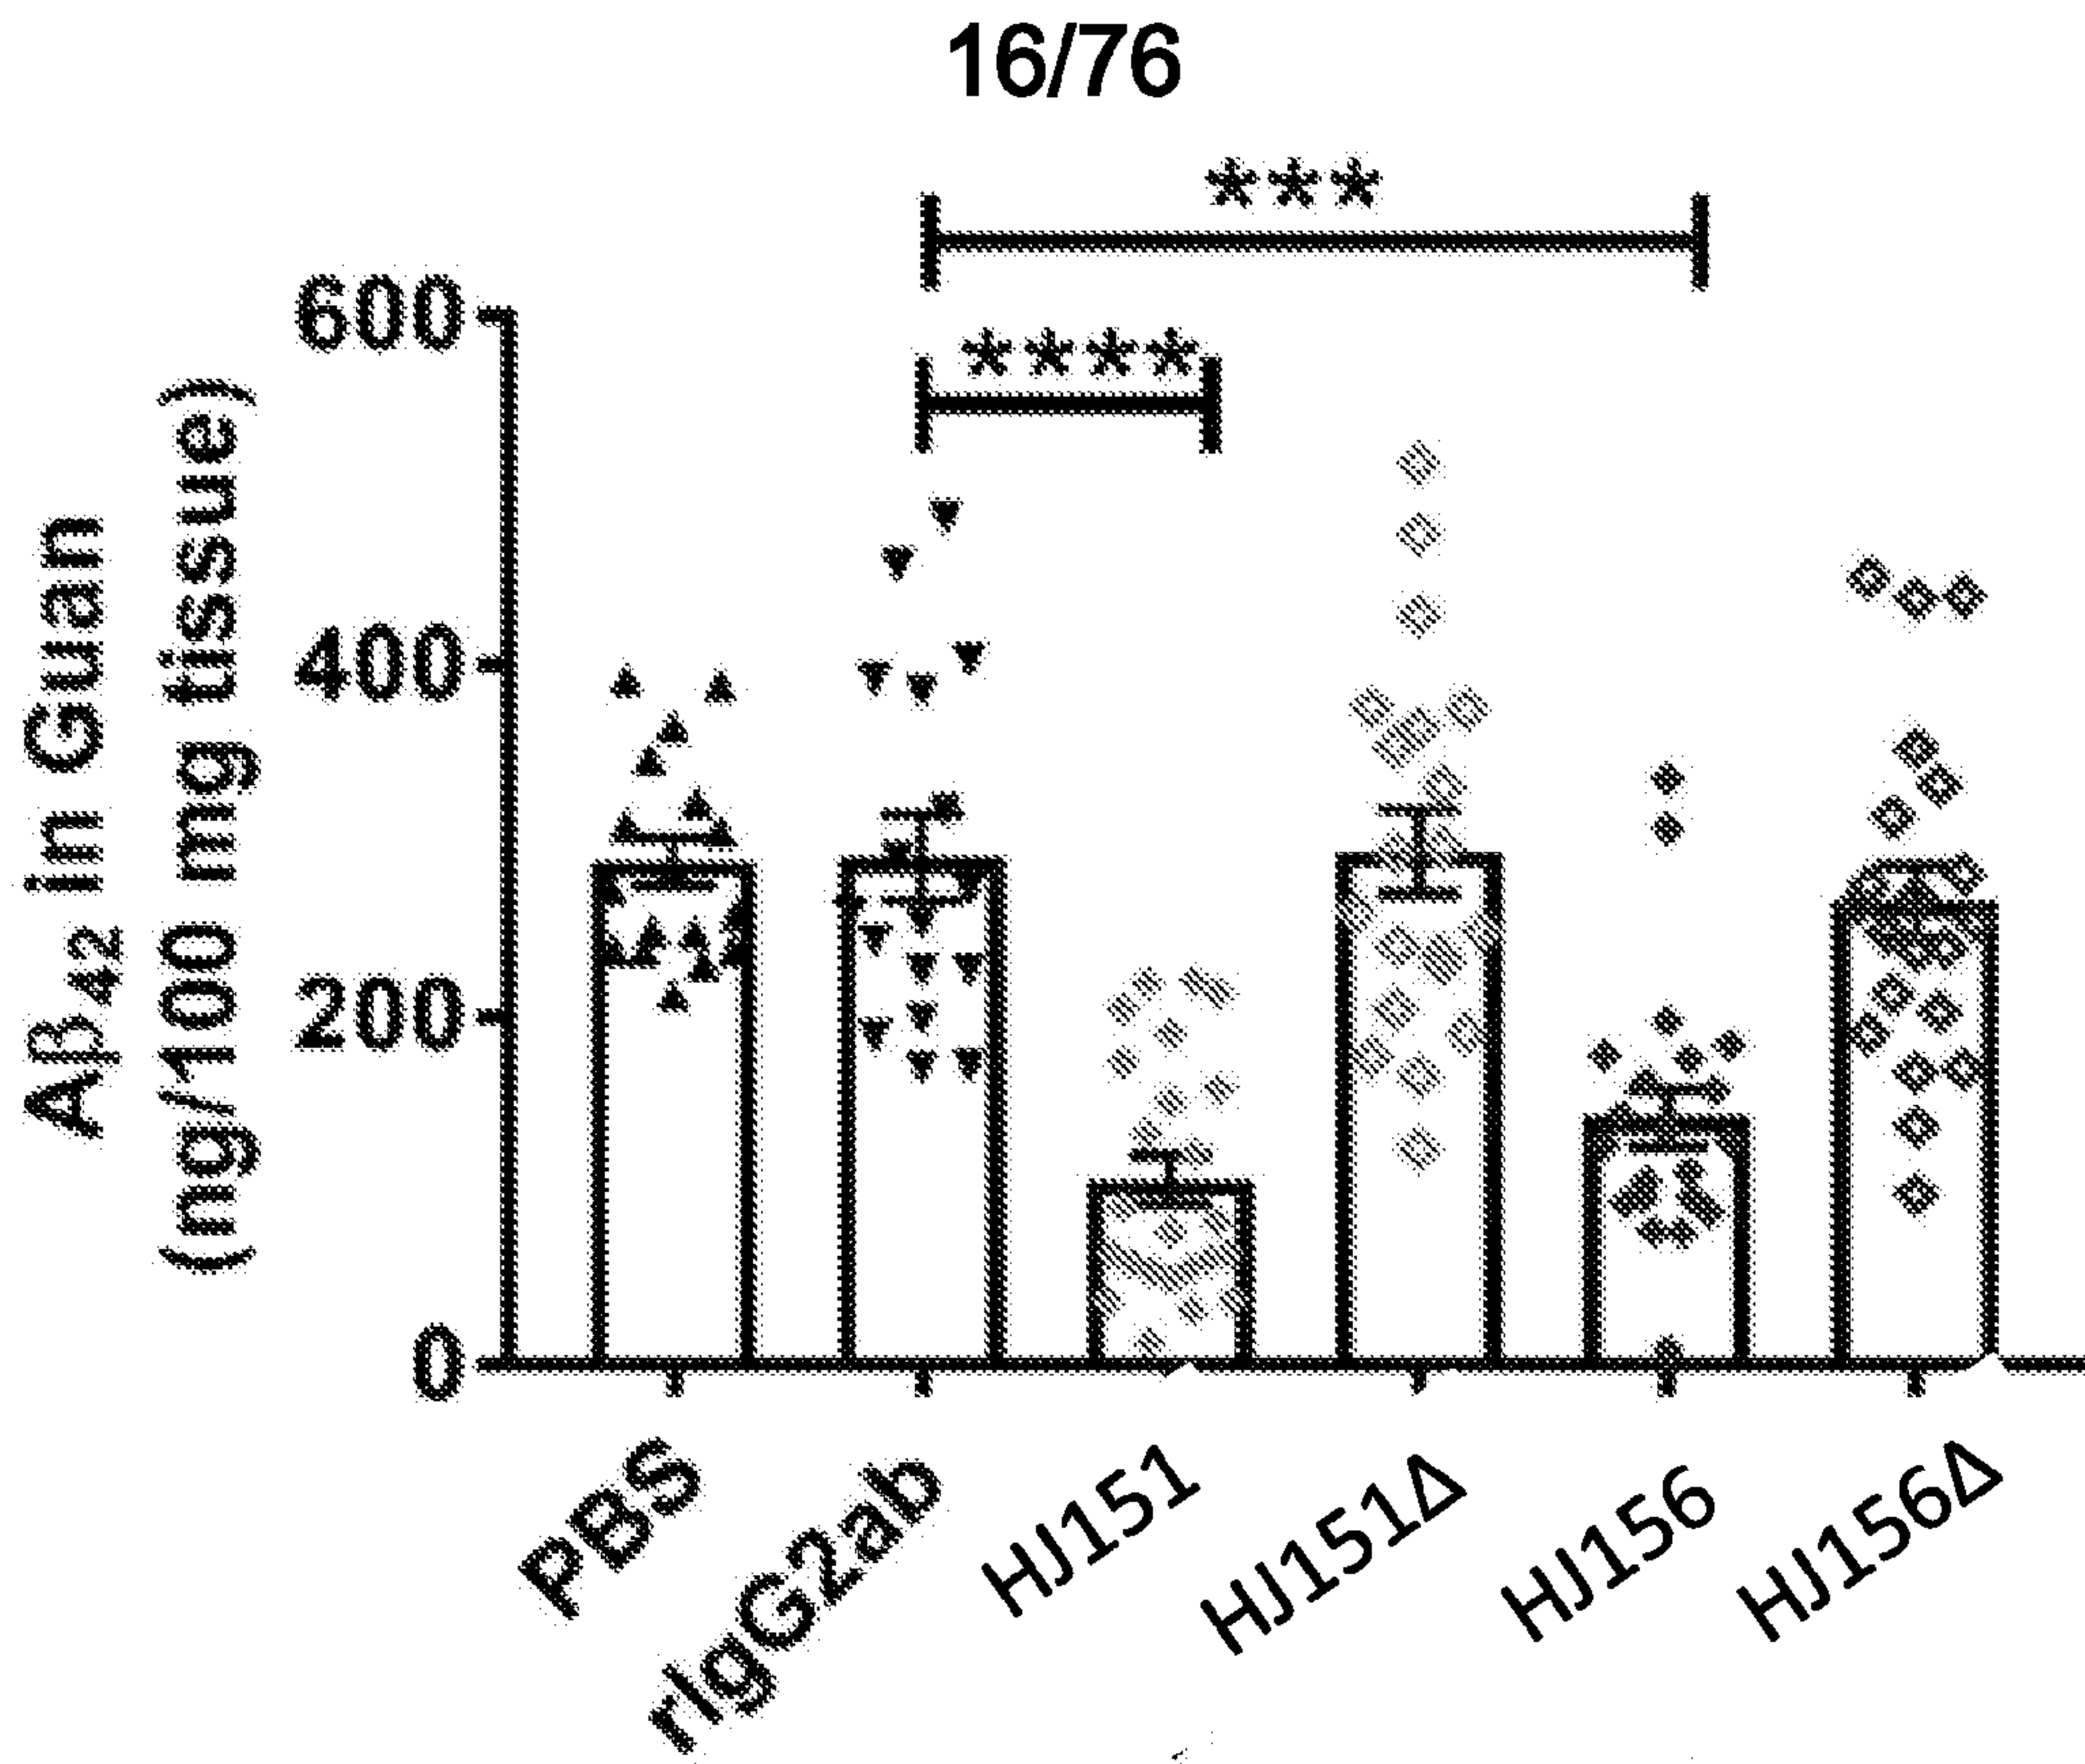 16/76
***
****
Aβ42 in Guan
(ng/100 mg tissue)
600
400
200
0
PBS
rIgG2ab
HJ151
HJ151Δ
HJ156
HJ156Δ